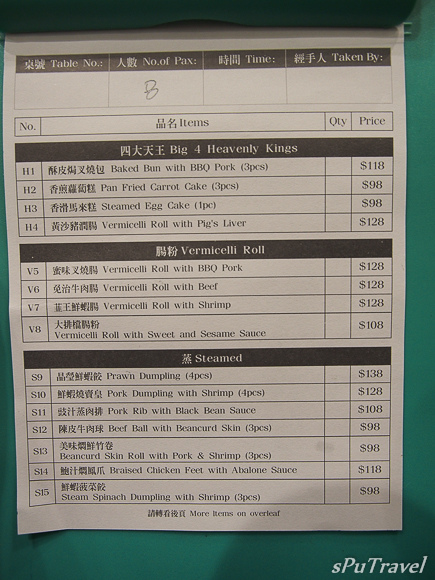 桌號 Table No.: 人數 No.of Pax: 時間 Time: 經手人 Taken By:
No. 品名Items Qty Price
四大天王 Big 4 Heavenly Kings
H1 酥皮焗叉燒包 Baked Bun with BBQ Pork (3pcs) $118
H2 香煎蘿蔔糕 Pan Fried Carrot Cake (3pcs) $98
H3 香滑馬來糕 Steamed Egg Cake (1pc) $98
H4 黃沙豬潤腸 Vermicelli Roll with Pig's Liver $128
腸粉 Vermicelli Roll
V5 蜜味叉燒腸 Vermicelli Roll with BBQ Pork $128
V6 免治牛肉腸 Vermicelli Roll with Beef $128
V7 韮王鮮蝦腸 Vermicelli Roll with Shrimp $128
V8 大排檔腸粉
Vermicelli Roll with Sweet and Sesame Sauce $108
蒸 Steamed
S9 晶瑩鮮蝦餃 Prawn Dumpling (4pcs) $138
S10 鮮蝦燒賣皇 Pork Dumpling with Shrimp (4pcs) $128
S11 豉汁蒸肉排 Pork Rib with Black Bean Sauce $108
S12 陳皮牛肉球 Beef Ball with Beancurd Skin (3pcs) $98
S13 美味燜鮮竹卷
Beancurd Skin Roll with Pork & Shrimp (3pcs) $98
S14 鮑汁燜鳳爪 Braised Chicken Feet with Abalone Sauce $118
S15 鮮蝦菠菜餃
Steam Spinach Dumpling with Shrimp (3pcs) $98
請轉看後頁 More Items on overleaf
sPuTravel